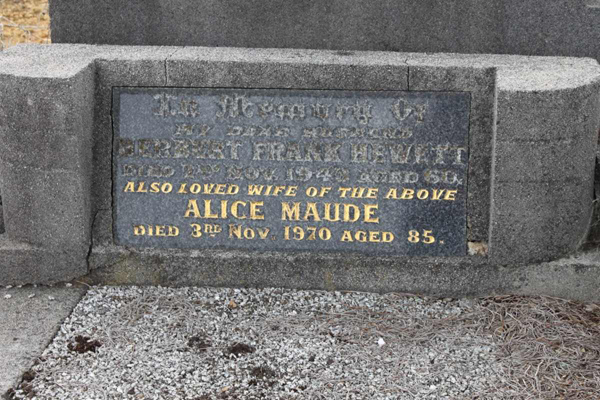 In Memory Of
MY DEAR HUSBAND
HERBERT FRANK HEWETT
DIED NOV. AGED 60.
ALSO LOVED WIFE OF THE ABOVE
ALICE MAUDE
DIED 3RD NOV. 1970 AGED 85.